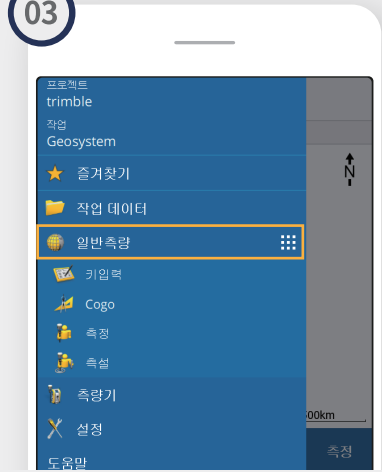 03
프로젝트
trimble
작업
Geosystem
즐겨찾기
작업 데이터
N
일반측량
키입력
Cogo
측정
측설
측량기
00km
설정
측정
도움말